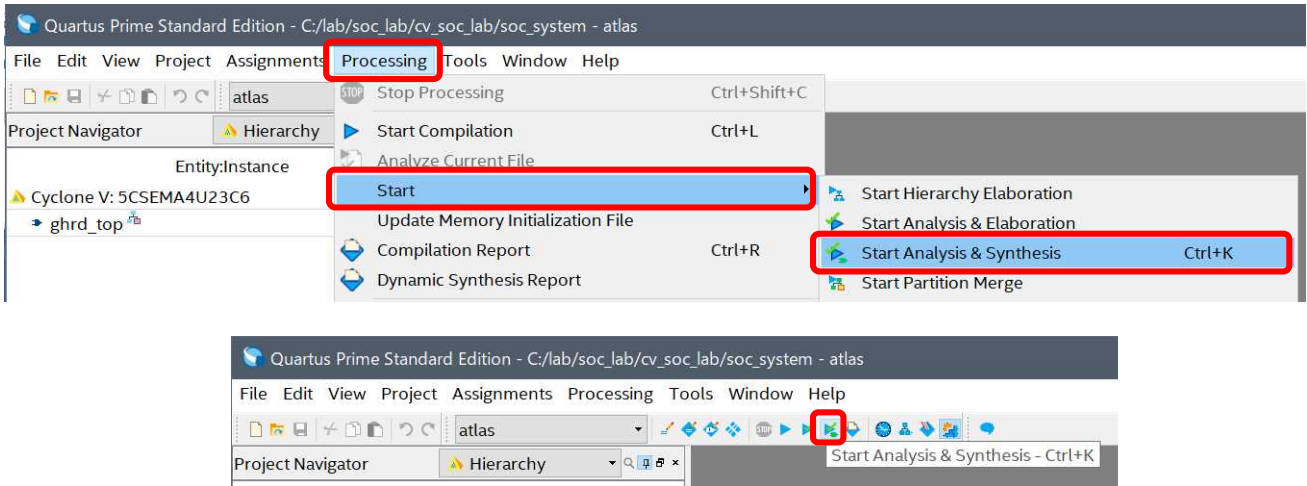 Quartus Prime Standard Edition - C:/lab/soc_lab/cv_soc_lab/soc_system - atlas
File Edit View Project Assignments Processing Tools Window Help
atlas
STOP Stop Processing Ctrl+Shift+C
Project Navigator Hierarchy
Start Compilation Ctrl+L
Entity:Instance
Analyze Current File
Cyclone V: 5CSEMA4U23C6
Start
Start Hierarchy Elaboration
ghrd_top
Update Memory Initialization File
Start Analysis & Elaboration
Compilation Report Ctrl+R
Start Analysis & Synthesis Ctrl+K
Dynamic Synthesis Report
Start Partition Merge
Quartus Prime Standard Edition - C:/lab/soc_lab/cv_soc_lab/soc_system - atlas
File Edit View Project Assignments Processing Tools Window Help
atlas
STOP
Project Navigator Hierarchy
Start Analysis & Synthesis - Ctrl+K